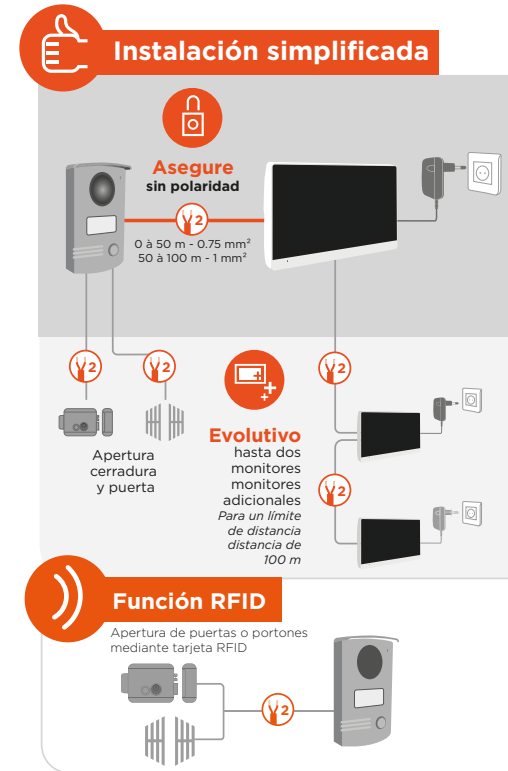 Instalación simplificada
Asegure
sin polaridad
2
0 à 50 m - 0.75 mm²
50 à 100 m - 1 mm²
2
2
2
Apertura
cerradura
y puerta
Evolutivo
hasta dos
monitores
monitores
adicionales
Para un límite
de distancia
distancia de
100 m
2
Función RFID
Apertura de puertas o portones
mediante tarjeta RFID
2